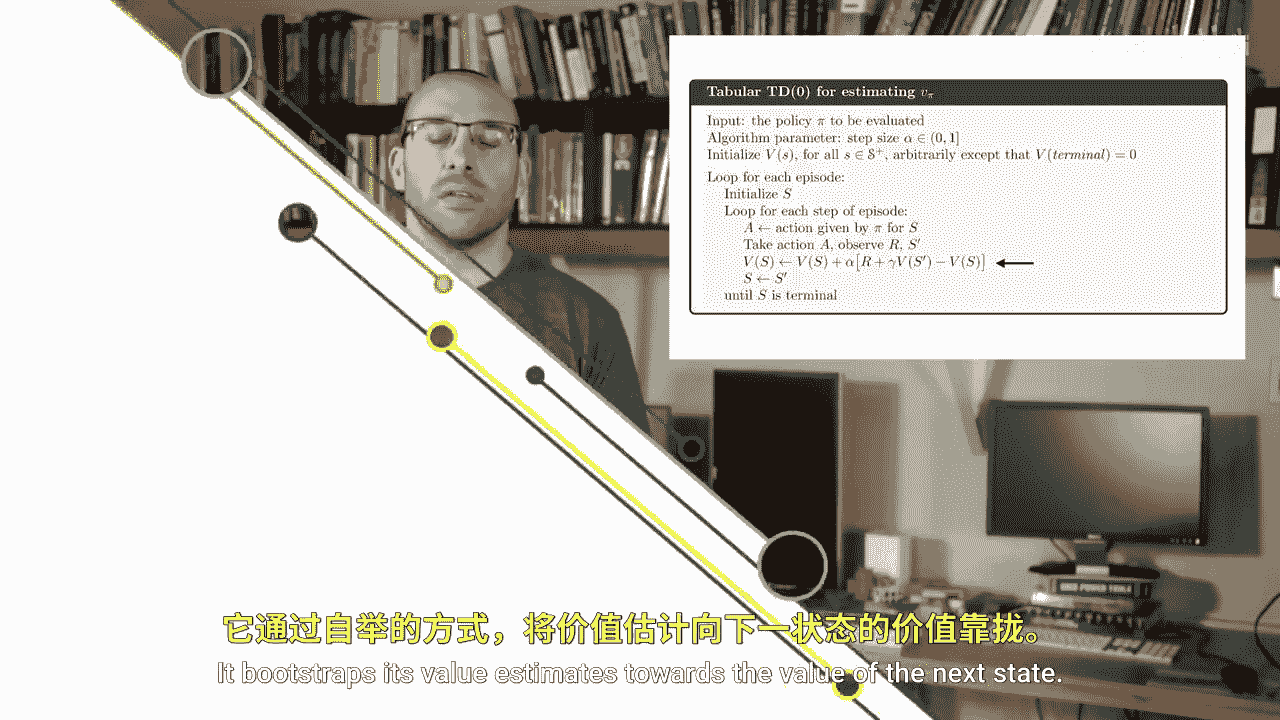 Tabular TD(0) for estimating vπ
Input: the policy π to be evaluated
Algorithm parameter: step size α ∈ (0, 1]
Initialize V(s), for all s ∈ S⁺, arbitrarily except that V(terminal) = 0
Loop for each episode:
Initialize S
Loop for each step of episode:
A ← action given by π for S
Take action A, observe R, S′
V(S) ← V(S) + α[R + γV(S′) − V(S)]
S ← S′
until S is terminal
它通过自举的方式，将价值估计向下一状态的价值靠拢。
It bootstraps its value estimates towards the value of the next state.